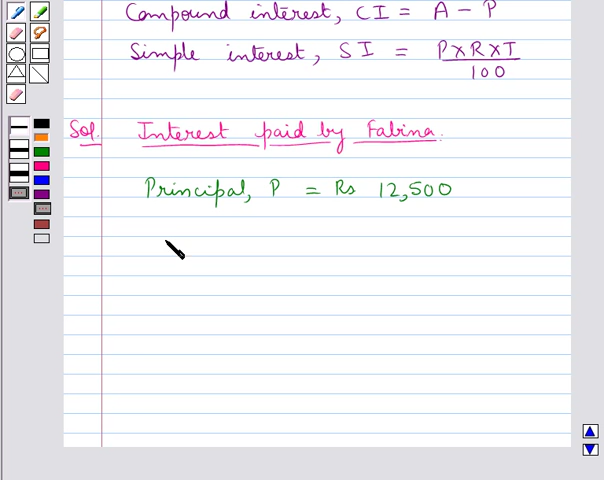 Compound interest, CI = A - P
Simple interest, SI = P×R×T
100
Sol. Interest paid by Fabina.
Principal, P = Rs 12,500